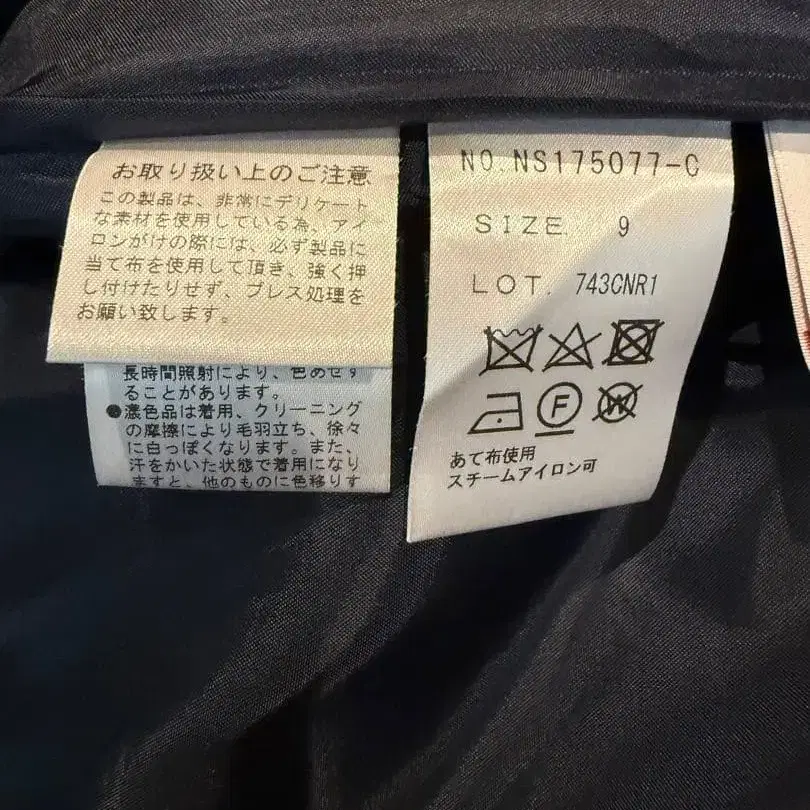 お取り扱い上のご注意
この製品は、非常にデリケート
な素材を使用している為、アイ
ロンがけの際には、必ず製品に
当て布を使用して頂き、強く押
し付けたりせず、プレス処理を
お願い致します。
長時間照射により、色めせす
ることがあります。
●濃色品は着用、クリーニング
の摩擦により毛羽立ち、徐々
に白っぽくなります。また、
汗をかいた状態で着用になり
ますと、他のものに色移りす
NO.NS175077-C
SIZE 9
LOT. 743CNR1
F
W
あて布使用
スチームアイロン可